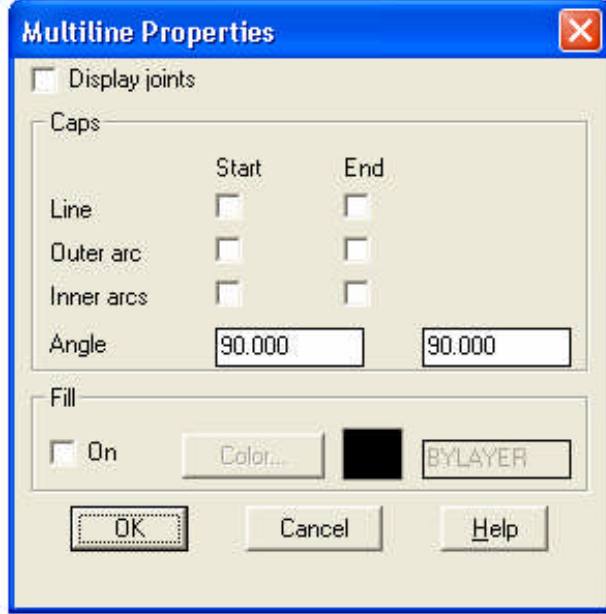 Multiline Properties
Display joints
Caps
Start End
Line
Outer arc
Inner arcs
Angle 90.000 90.000
Fill
On Color... BYLAYER
OK Cancel Help